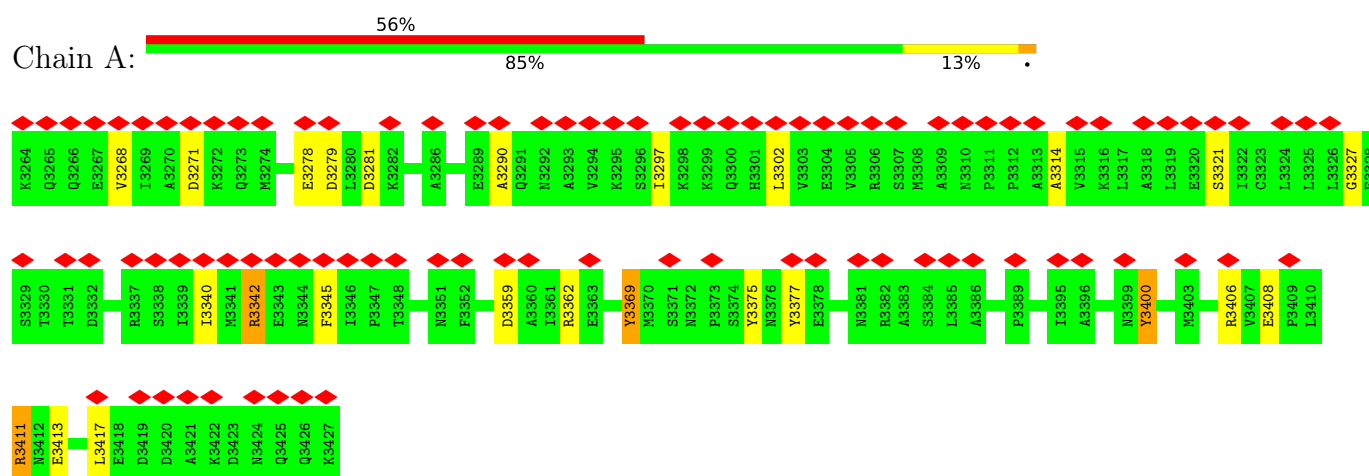 56%
Chain A:
85% 13% •
K3264 Q3265 Q3266 E3267 V3268 I3269 A3270 D3271 K3272 Q3273 M3274 E3278 D3279 L3280 D3281 K3282 A3286 E3289 A3290 Q3291 N3292 A3293 V3294 K3295 S3296 I3297 K3298 K3299 Q3300 H3301 L3302 V3303 E3304 V3305 R3306 S3307 M3308 A3309 N3310 P3311 P3312 A3313 A3314 V3315 K3316 L3317 A3318 L3319 E3320 S3321 I3322 C3323 L3324 L3325 L3326 G3327
S3329 T3330 T3331 D3332 R3337 S3338 I3339 I3340 M3341 R3342 E3343 N3344 F3345 I3346 P3347 T3348 N3351 F3352 D3359 A3360 I3361 R3362 E3363 Y3369 M3370 S3371 N3372 P3373 S3374 Y3375 N3376 Y3377 E3378 N3381 R3382 A3383 S3384 L3385 A3386 P3389 I3395 A3396 N3399 Y3400 M3403 R3406 V3407 E3408 P3409 L3410
R3411 N3412 E3413 L3417 E3418 D3419 D3420 A3421 K3422 D3423 N3424 Q3425 Q3426 K3427